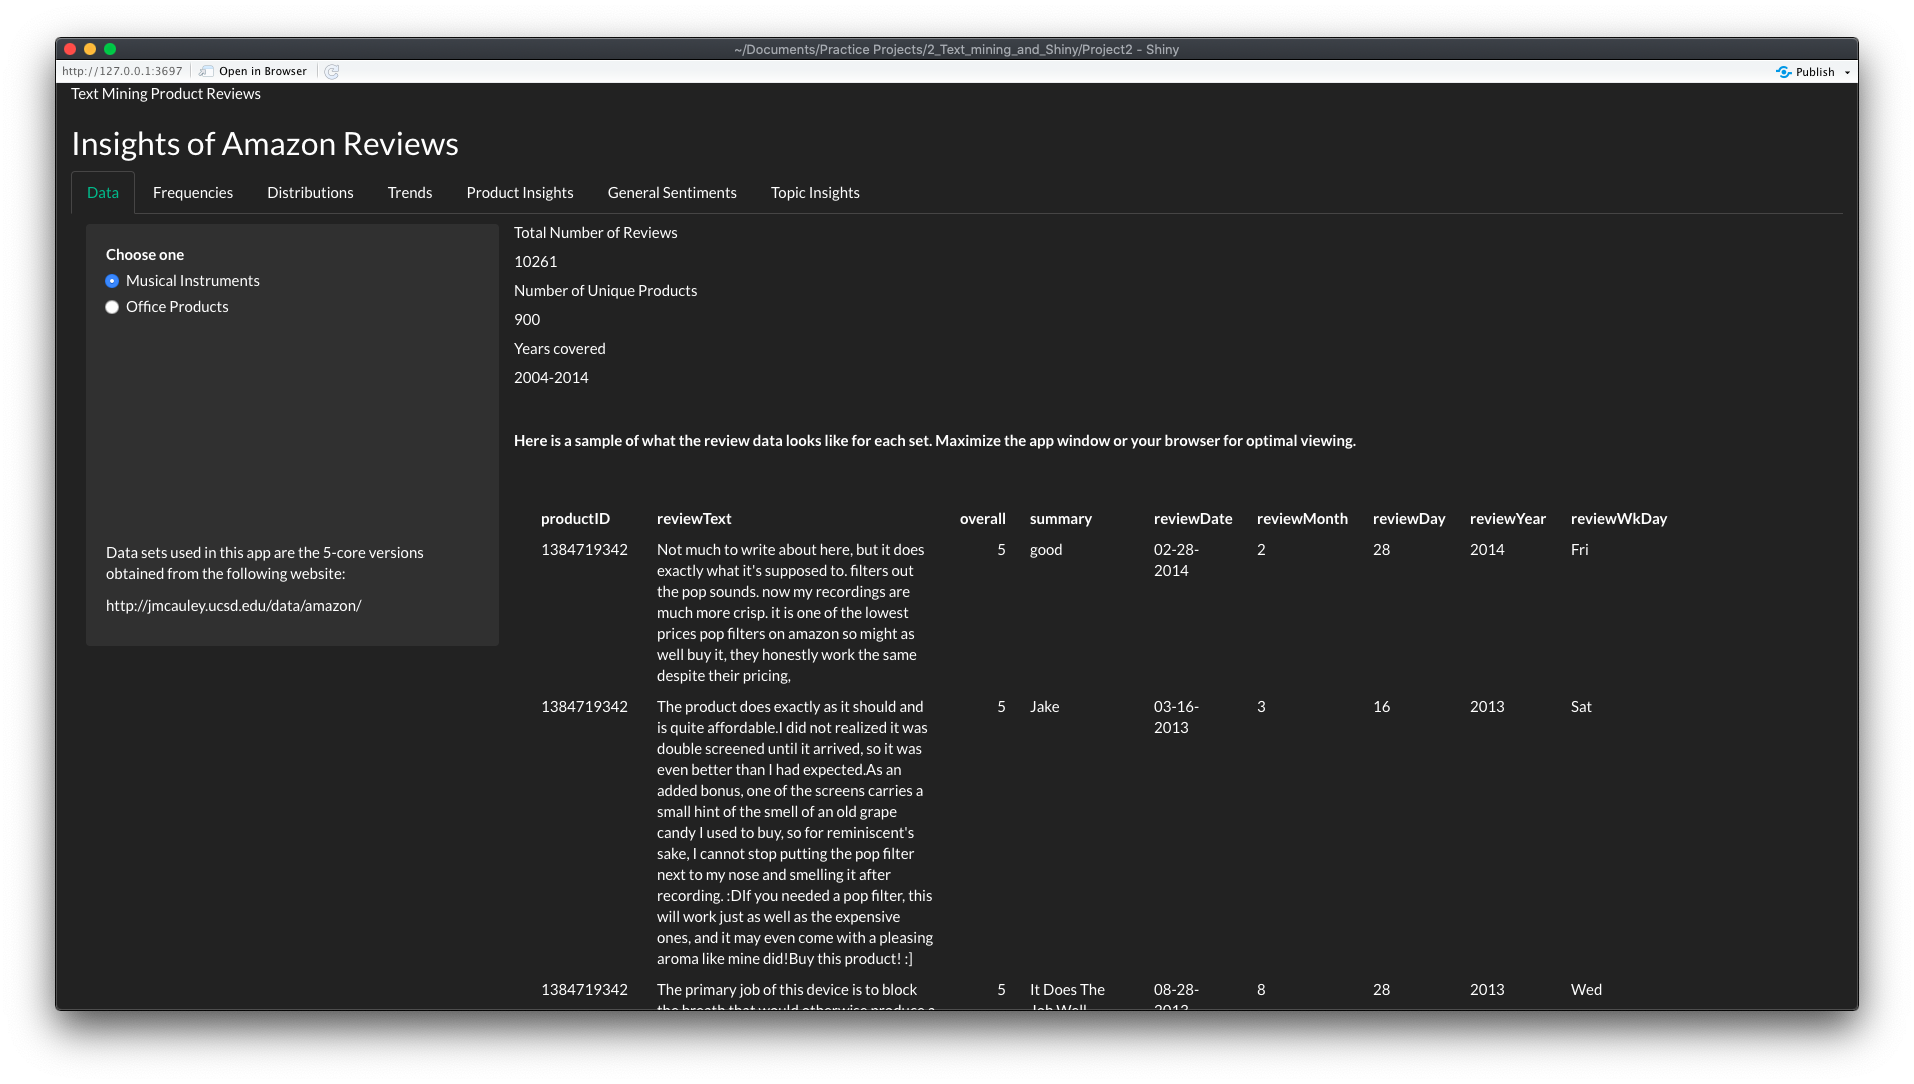 ~/Documents/Practice Projects/2_Text_mining_and_Shiny/Project2 - Shiny
http://127.0.0.1:3697 Open in Browser Publish
Text Mining Product Reviews
Insights of Amazon Reviews
Data Frequencies Distributions Trends Product Insights General Sentiments Topic Insights
Choose one
Musical Instruments
Office Products
Data sets used in this app are the 5-core versions
obtained from the following website:
http://jmcauley.ucsd.edu/data/amazon/
Total Number of Reviews
10261
Number of Unique Products
900
Years covered
2004-2014
Here is a sample of what the review data looks like for each set. Maximize the app window or your browser for optimal viewing.
productID reviewText overall summary reviewDate reviewMonth reviewDay reviewYear reviewWkDay
1384719342 Not much to write about here, but it does 5 good 02-28- 2 28 2014 Fri
exactly what it's supposed to. filters out 2014
the pop sounds. now my recordings are
much more crisp. it is one of the lowest
prices pop filters on amazon so might as
well buy it, they honestly work the same
despite their pricing,
1384719342 The product does exactly as it should and 5 Jake 03-16- 3 16 2013 Sat
is quite affordable.I did not realized it was 2013
double screened until it arrived, so it was
even better than I had expected.As an
added bonus, one of the screens carries a
small hint of the smell of an old grape
candy I used to buy, so for reminiscent's
sake, I cannot stop putting the pop filter
next to my nose and smelling it after
recording. :DIf you needed a pop filter, this
will work just as well as the expensive
ones, and it may even come with a pleasing
aroma like mine did!Buy this product! :]
1384719342 The primary job of this device is to block 5 It Does The 08-28- 8 28 2013 Wed
the breath that would otherwise produce a Job Well 2013